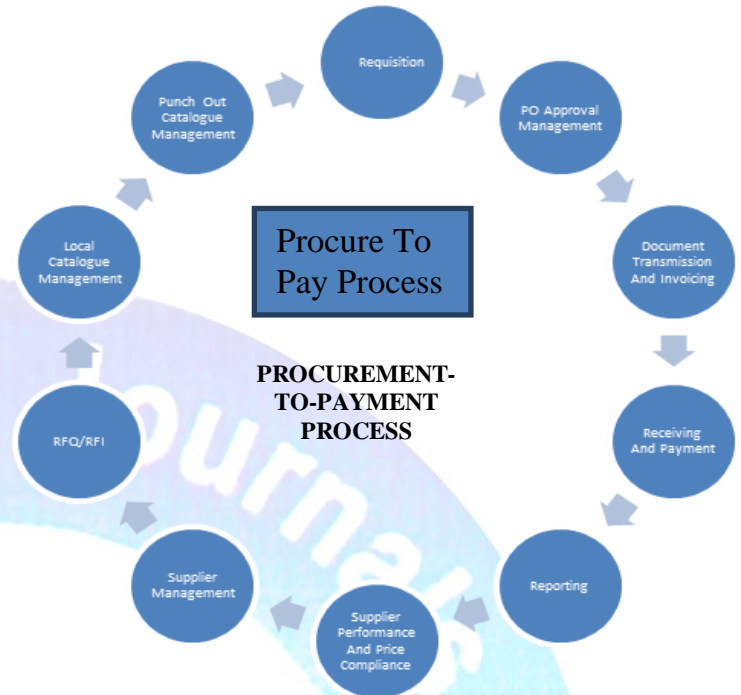 Requisition
PO Approval
Management
Document
Transmission
And Invoicing
Receiving
And Payment
Reporting
Supplier
Performance
And Price
Compliance
Supplier
Management
RFQ/RFI
Local
Catalogue
Management
Punch Out
Catalogue
Management
Procure To
Pay Process
PROCUREMENT-
TO-PAYMENT
PROCESS
Journals